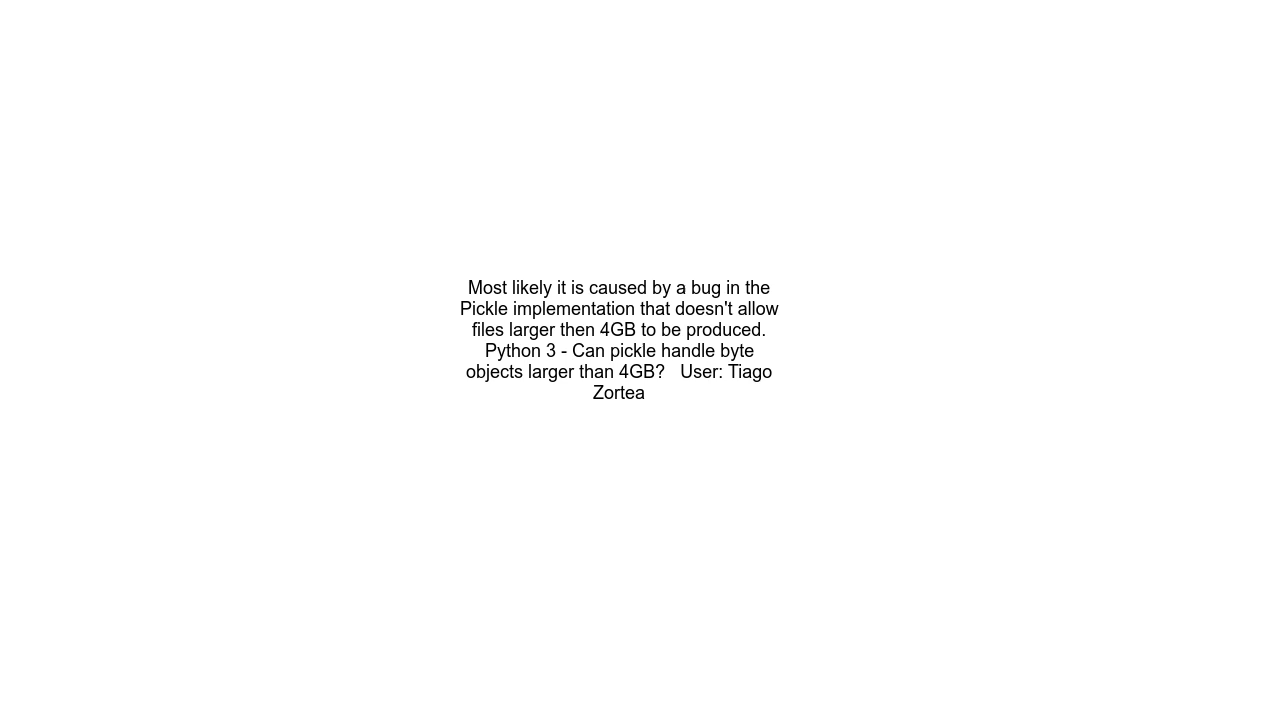 Most likely it is caused by a bug in the
Pickle implementation that doesn't allow
files larger then 4GB to be produced.
Python 3 - Can pickle handle byte
objects larger than 4GB?   User: Tiago
Zortea